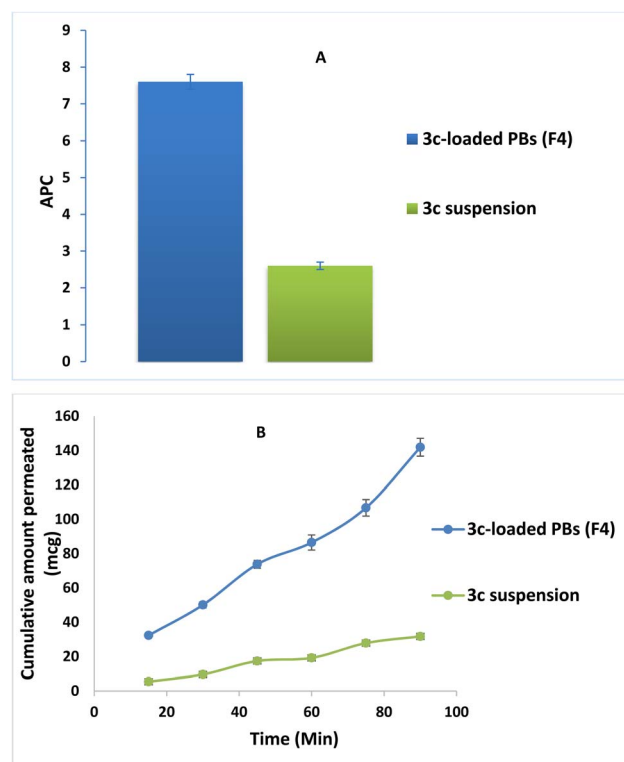 A
9
8
7
6
5
4
3
2
1
0
APC
3c-loaded PBs (F4)
3c suspension
B
160
140
120
100
80
60
40
20
0
Cumulative amount permeated
(mcg)
3c-loaded PBs (F4)
3c suspension
0 20 40 60 80 100
Time (Min)